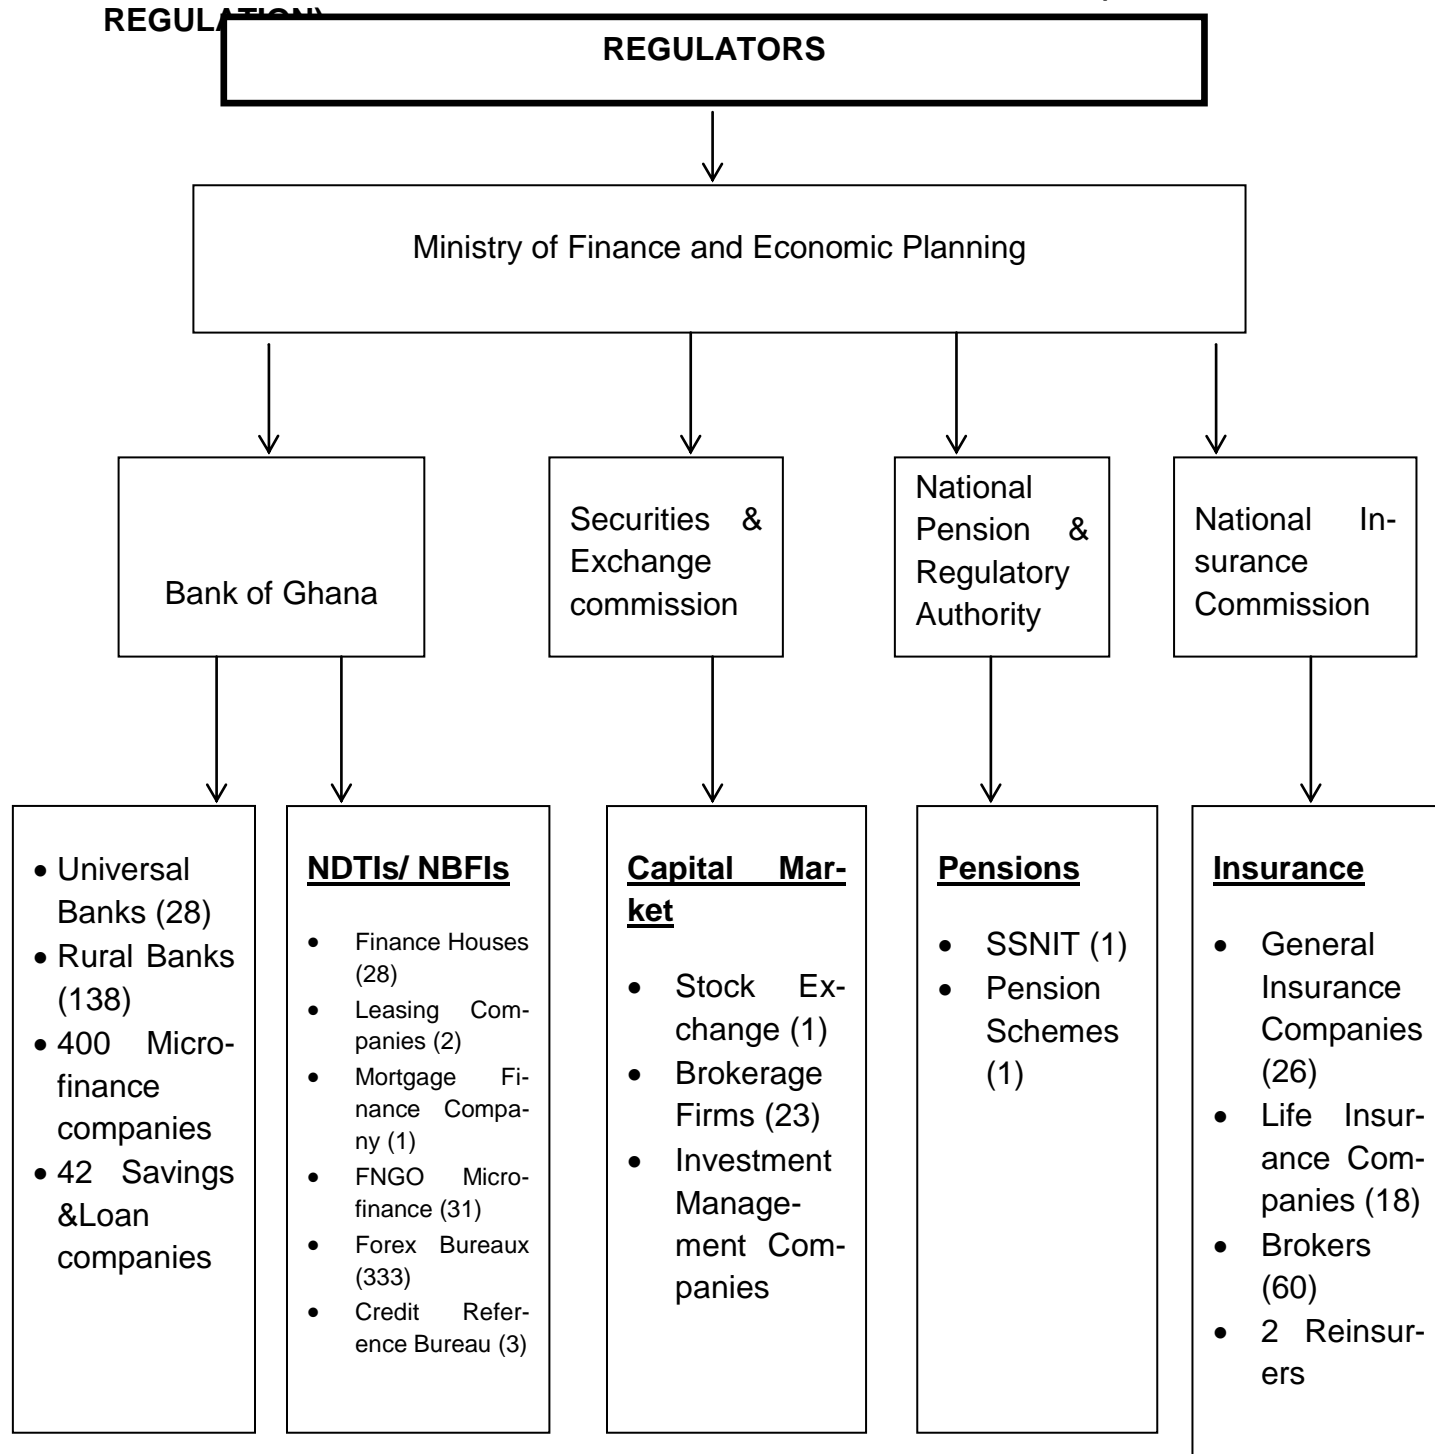 REGULATION)
REGULATORS
Ministry of Finance and Economic Planning
Bank of Ghana
Securities &
Exchange
commission
National
Pension &
Regulatory
Authority
National In-
surance
Commission
• Universal
Banks (28)
• Rural Banks
(138)
• 400 Micro-
finance
companies
• 42 Savings
&Loan
companies
NDTIs/ NBFIs
• Finance Houses
(28)
• Leasing Com-
panies (2)
• Mortgage Fi-
nance Compa-
ny (1)
• FNGO Micro-
finance (31)
• Forex Bureaux
(333)
• Credit Refer-
ence Bureau (3)
Capital Mar-
ket
• Stock Ex-
change (1)
• Brokerage
Firms (23)
• Investment
Manage-
ment Com-
panies
Pensions
• SSNIT (1)
• Pension
Schemes
(1)
Insurance
• General
Insurance
Companies
(26)
• Life Insur-
ance Com-
panies (18)
• Brokers
(60)
• 2 Reinsur-
ers